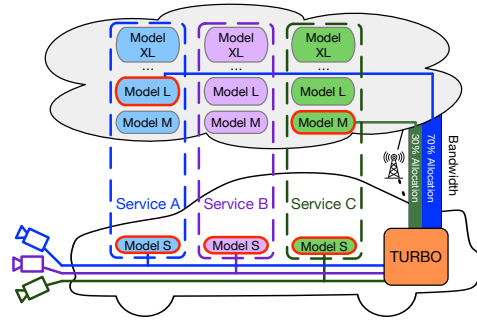 Model XL
Model XL
Model XL
...
...
...
Model L
Model L
Model L
Model M
Model M
Model M
30% Allocation
70% Allocation
Bandwidth
Service A
Service B
Service C
Model S
Model S
Model S
TURBO